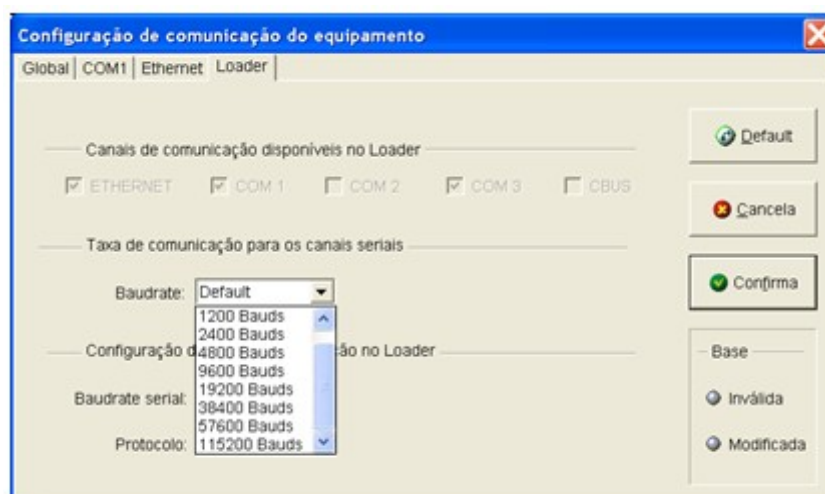 Configuração de comunicação do equipamento
Global COM1 Ethernet Loader
Canais de comunicação disponíveis no Loader
ETHERNET COM 1 COM 2 COM 3 CBUS
Taxa de comunicação para os canais seriais
Baudrate: Default
1200 Bauds
2400 Bauds
Configuração d 4800 Bauds ão no Loader
9600 Bauds
Baudrate serial: 19200 Bauds
38400 Bauds
57600 Bauds
Protocolo: 115200 Bauds
Default
Cancela
Confirma
Base
Inválida
Modificada